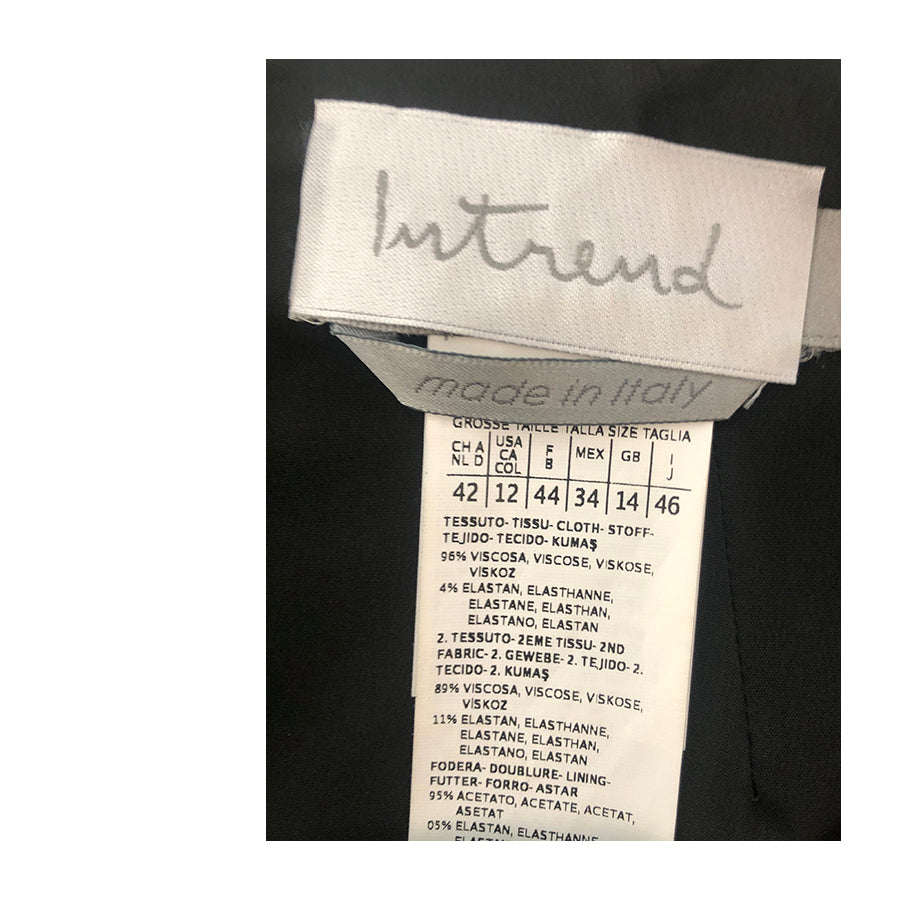 Intrend
made in Italy
GRÖSSE TAILLE TALLA SIZE TAGLIA
CH A NL D USA CA COL F B MEX GB I J
42 12 44 34 14 46
TESSUTO- TISSU- CLOTH- STOFF-
TEJIDO- TECIDO- KUMAŞ
96% VISCOSA, VISCOSE, VISKOSE,
VİSKOZ
4% ELASTAN, ELASTHANNE,
ELASTANE, ELASTHAN,
ELASTANO, ELASTAN
2. TESSUTO- 2EME TISSU- 2ND
FABRIC- 2. GEWEBE- 2. TEJIDO- 2.
TECIDO- 2. KUMAŞ
89% VISCOSA, VISCOSE, VISKOSE,
VİSKOZ
11% ELASTAN, ELASTHANNE,
ELASTANE, ELASTHAN,
ELASTANO, ELASTAN
FODERA- DOUBLURE- LINING-
FUTTER- FORRO- ASTAR
95% ACETATO, ACETATE, ACETAT,
ASETAT
05% ELASTAN, ELASTHANNE